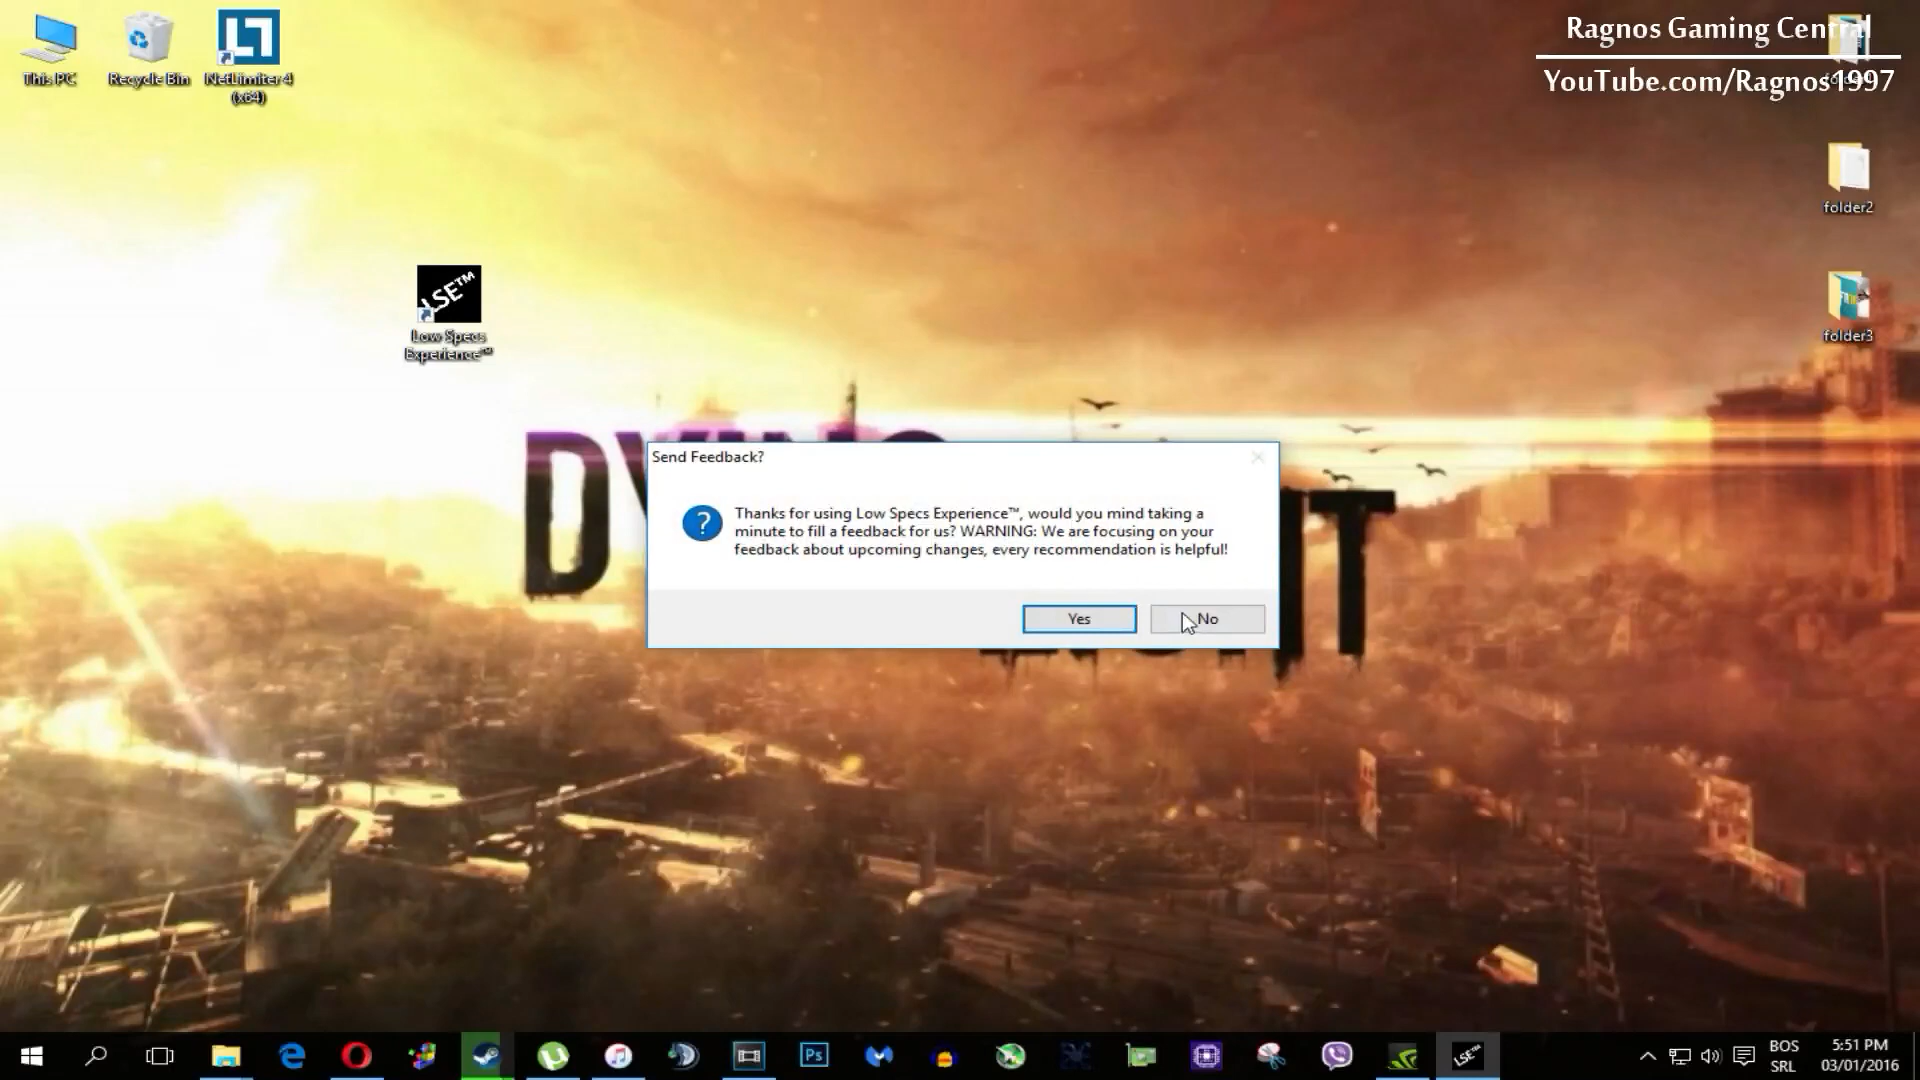 Ragnos Gaming Central
YouTube.com/Ragnos1997
This PC
Recycle Bin
NetLimiter 4
(x64)
folder2
folder3
LSE™
Low Specs
Experience™
DYING
Send Feedback?
Thanks for using Low Specs Experience™, would you mind taking a
minute to fill a feedback for us? WARNING: We are focusing on your
feedback about upcoming changes, every recommendation is helpful!
Yes
No
Ps
LSE™
BOS
SRL
5:51 PM
03/01/2016